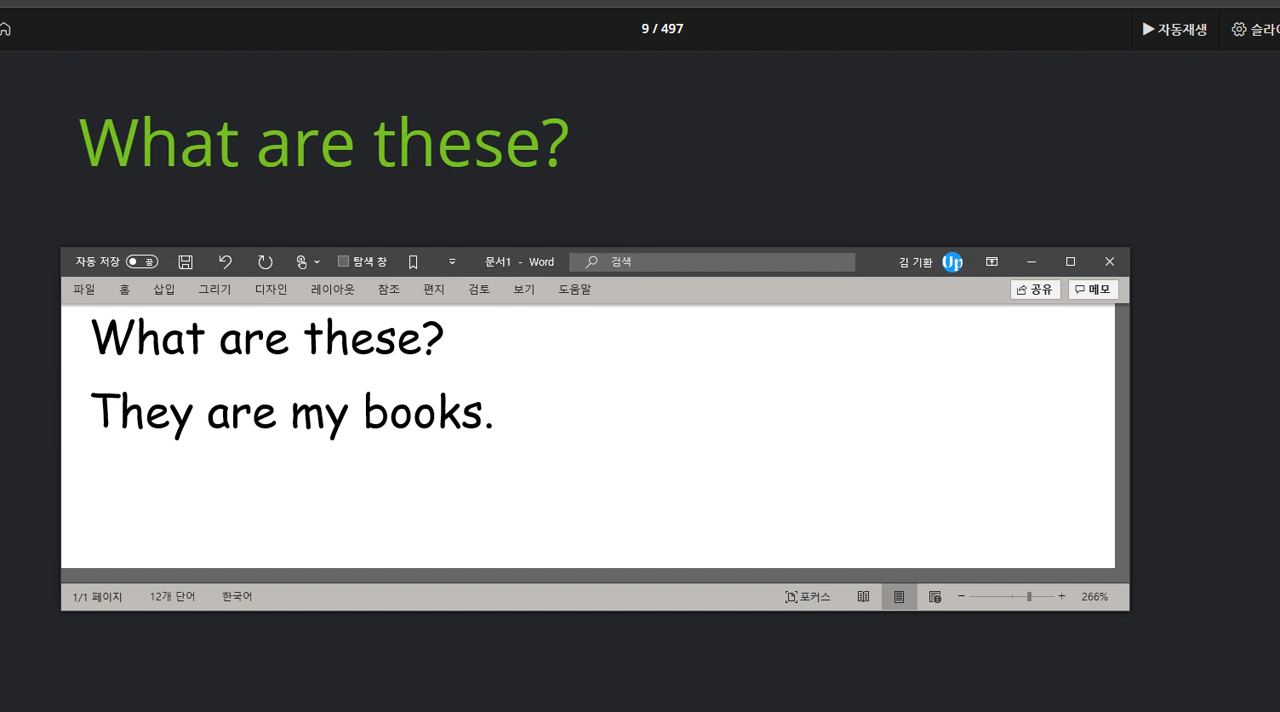 9 / 497
▶ 자동재생
슬라이
What are these?
자동 저장 끔 탐색 창 문서1 - Word 검색 김 기환 Up
파일 홈 삽입 그리기 디자인 레이아웃 참조 편지 검토 보기 도움말 공유 메모
What are these?
They are my books.
1/1 페이지 12개 단어 한국어 포커스 266%